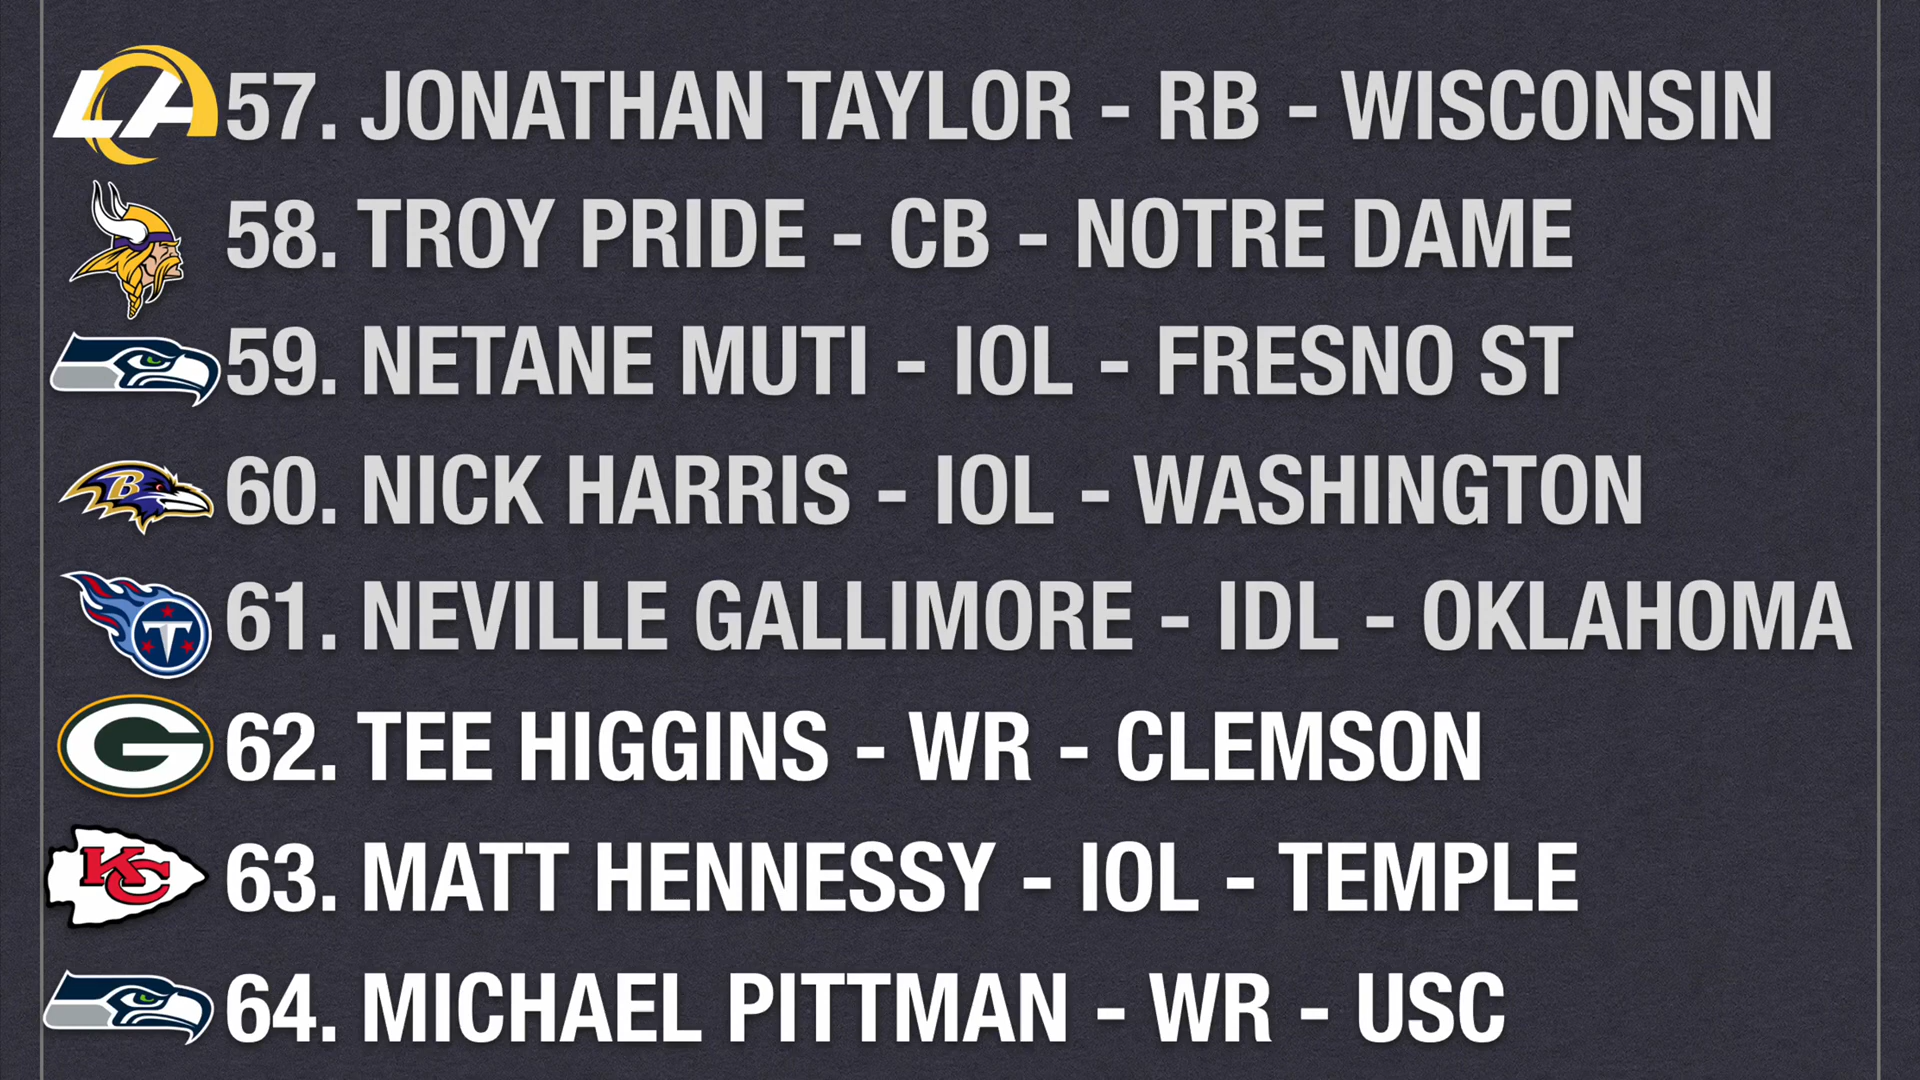 LA 57. JONATHAN TAYLOR - RB - WISCONSIN
58. TROY PRIDE - CB - NOTRE DAME
59. NETANE MUTI - IOL - FRESNO ST
B 60. NICK HARRIS - IOL - WASHINGTON
T 61. NEVILLE GALLIMORE - IDL - OKLAHOMA
G 62. TEE HIGGINS - WR - CLEMSON
KC 63. MATT HENNESSY - IOL - TEMPLE
64. MICHAEL PITTMAN - WR - USC